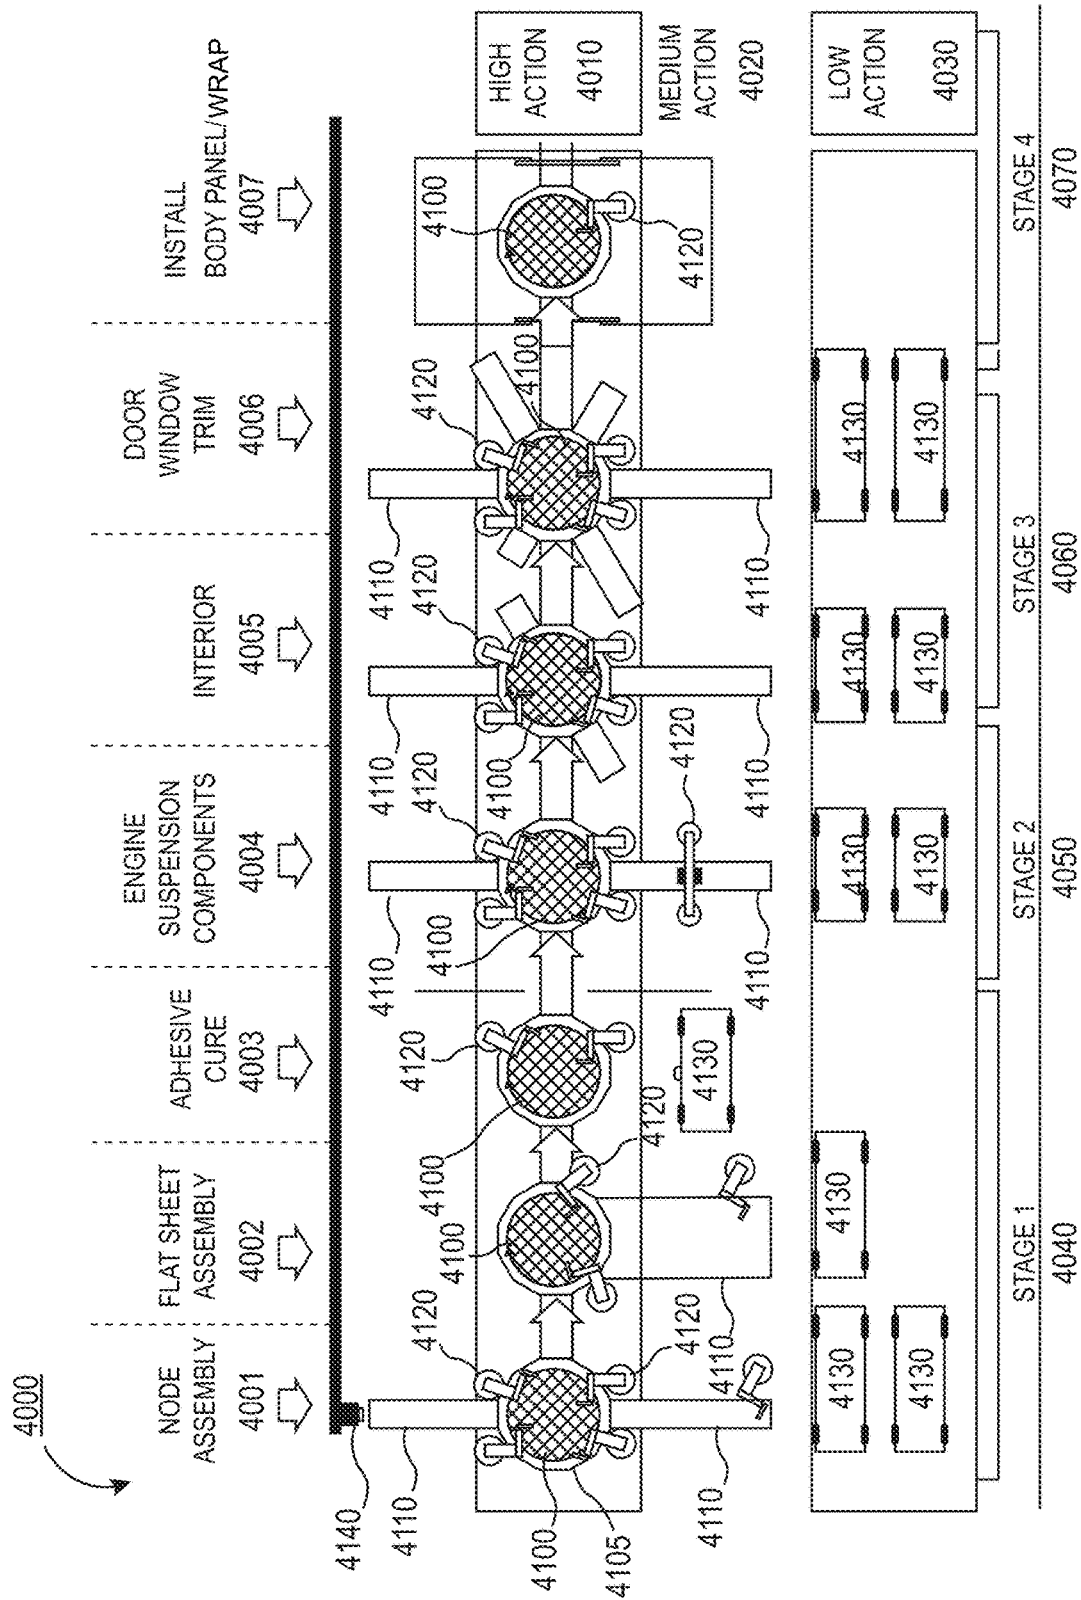 4000
NODE
ASSEMBLY
4001
FLAT SHEET
ASSEMBLY
4002
ADHESIVE
CURE
4003
ENGINE
SUSPENSION
COMPONENTS
4004
INTERIOR
4005
DOOR
WINDOW
TRIM
4006
INSTALL
BODY PANEL/WRAP
4007
4140
4110
4110
4110
4110
4120
4120
4120
4120
4120
4100
4100
4100
4100
4100
4100
4100
4105
HIGH
ACTION
4010
4120
4120
4120
4120
MEDIUM
ACTION
4020
4110
4110
4130
4110
4110
4110
4130
4130
4130
4130
4130
4130
4130
4130
4130
LOW
ACTION
4030
STAGE 1
4040
STAGE 2
4050
STAGE 3
4060
STAGE 4
4070